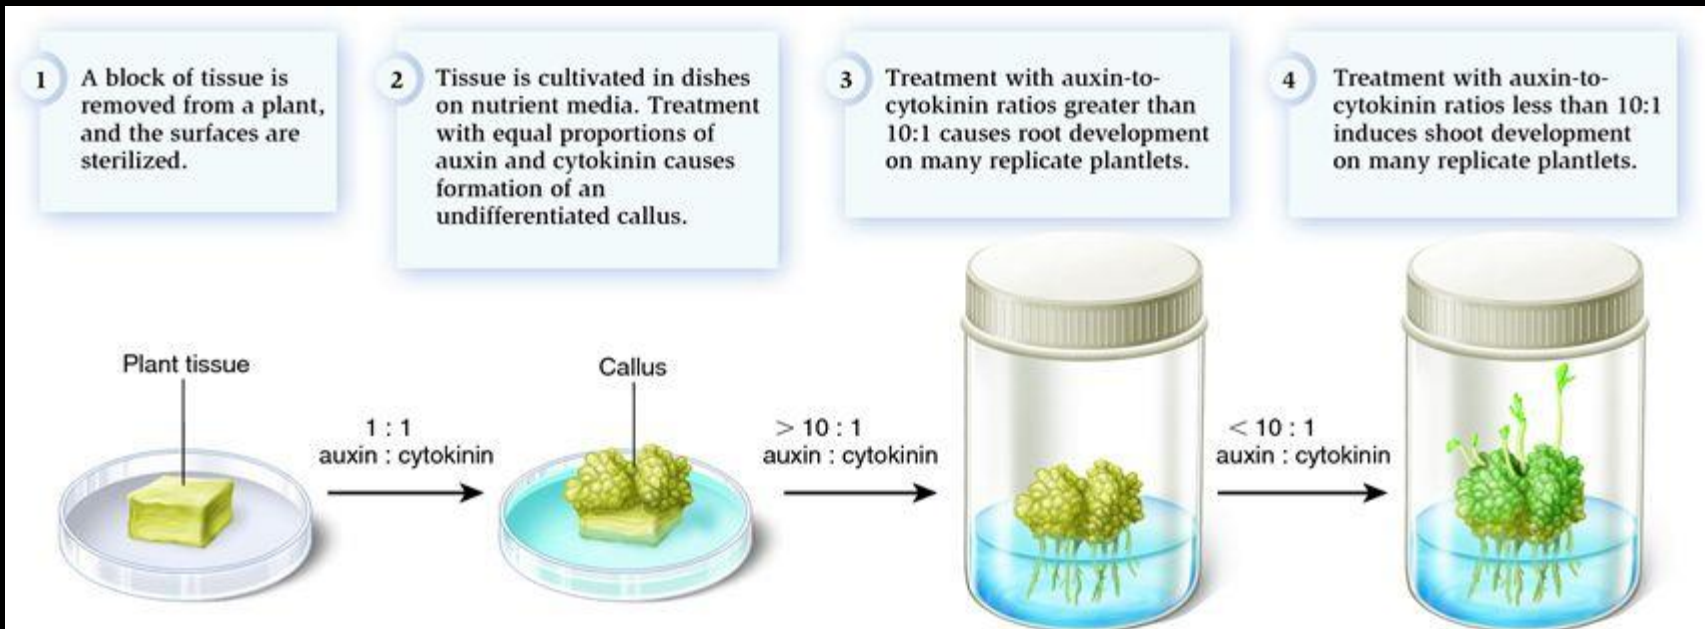 1
A block of tissue is
removed from a plant,
and the surfaces are
sterilized.
2
Tissue is cultivated in dishes
on nutrient media. Treatment
with equal proportions of
auxin and cytokinin causes
formation of an
undifferentiated callus.
3
Treatment with auxin-to-
cytokinin ratios greater than
10:1 causes root development
on many replicate plantlets.
4
Treatment with auxin-to-
cytokinin ratios less than 10:1
induces shoot development
on many replicate plantlets.
Plant tissue
1 : 1
auxin : cytokinin
Callus
> 10 : 1
auxin : cytokinin
< 10 : 1
auxin : cytokinin